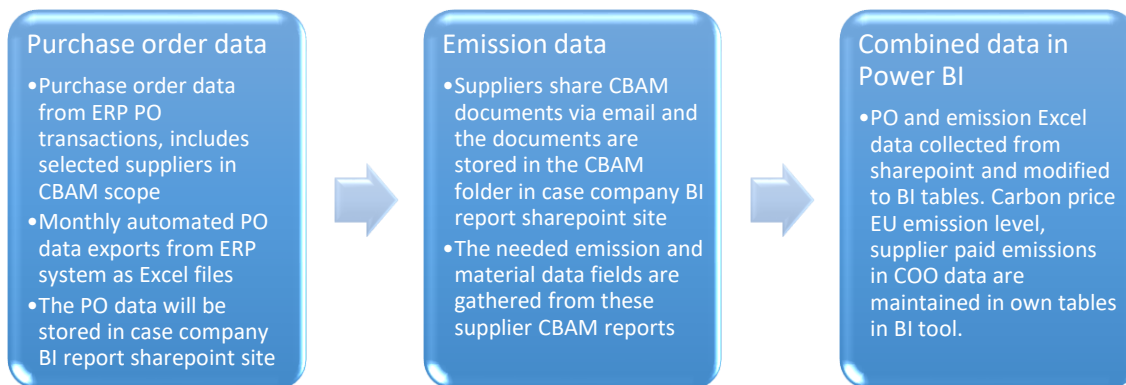 Purchase order data
•Purchase order data
from ERP PO
transactions, includes
selected suppliers in
CBAM scope
•Monthly automated PO
data exports from ERP
system as Excel files
•The PO data will be
stored in case company
BI report sharepoint site
Emission data
•Suppliers share CBAM
documents via email and
the documents are
stored in the CBAM
folder in case company BI
report sharepoint site
•The needed emission and
material data fields are
gathered from these
supplier CBAM reports
Combined data in
Power BI
•PO and emission Excel
data collected from
sharepoint and modified
to BI tables. Carbon price
EU emission level,
supplier paid emissions
in COO data are
maintained in own tables
in BI tool.